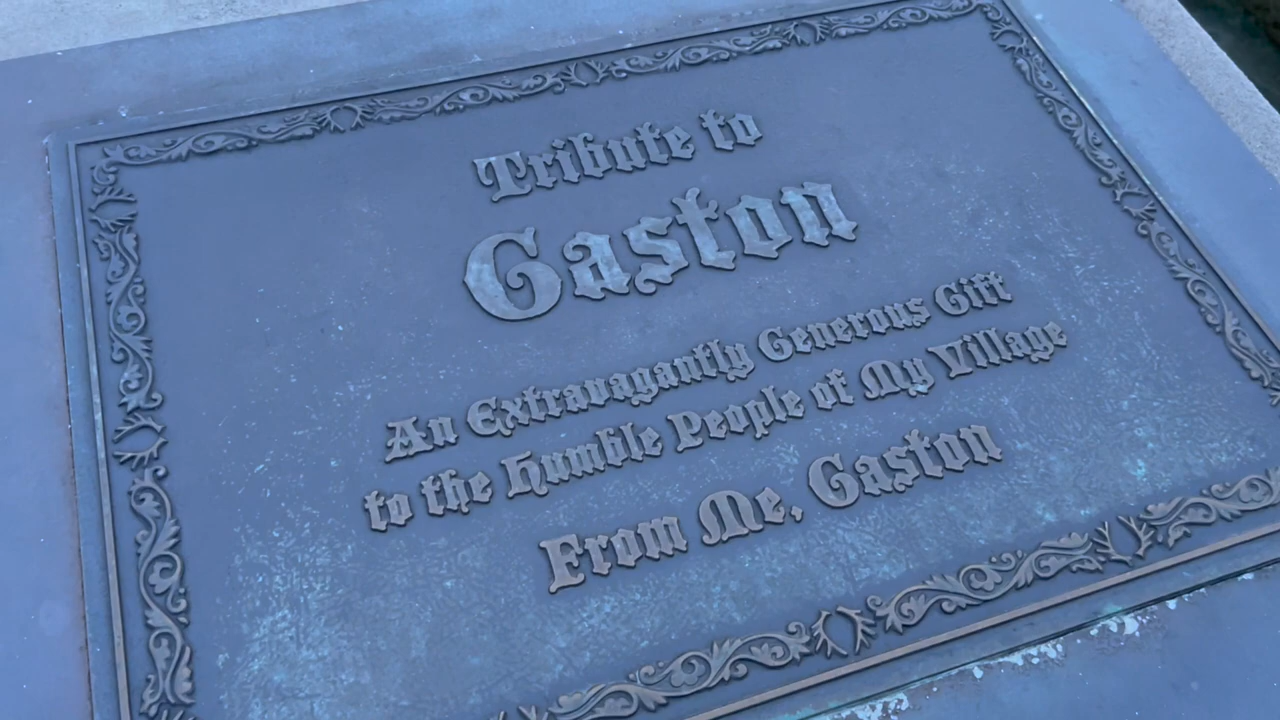 Tribute to
Gaston
An Extravagantly Generous Gift
to the Humble People of My Village
From Me, Gaston